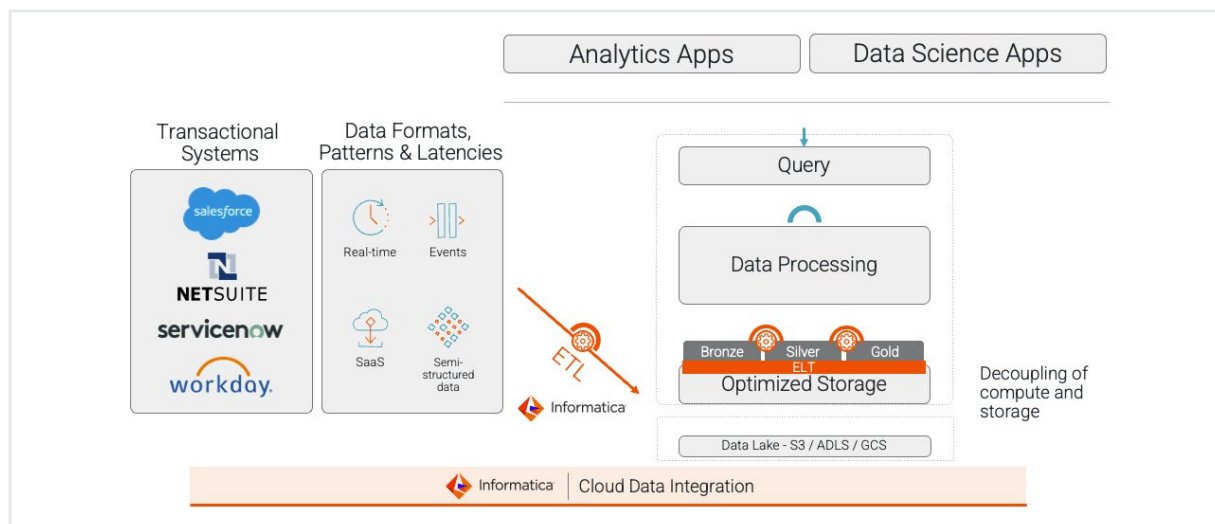 Analytics Apps
Data Science Apps
Transactional
Systems
Data Formats,
Patterns & Latencies
salesforce
N
NETSUITE
servicenow
workday.
Real-time
Events
SaaS
Semi-
structured
data
ETL
Informatica
Query
Data Processing
Bronze
Silver
Gold
ELT
Optimized Storage
Decoupling of
compute and
storage
Data Lake - S3 / ADLS / GCS
Informatica
Cloud Data Integration